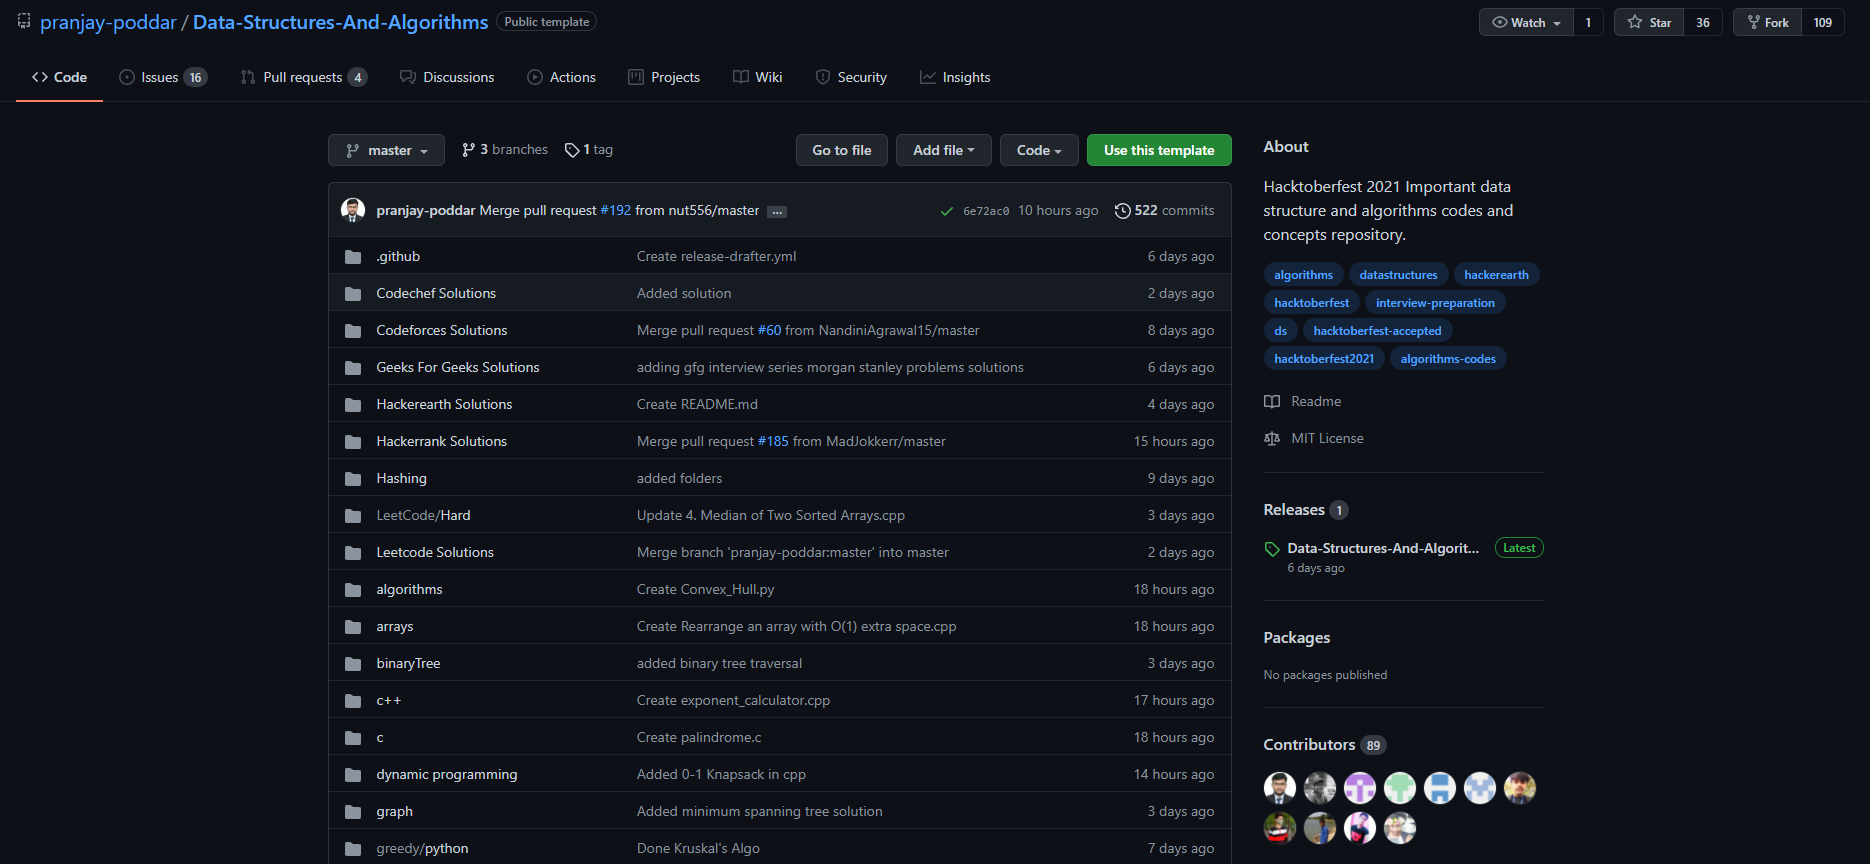 pranjay-poddar / Data-Structures-And-Algorithms Public template
Watch 1 Star 36 Fork 109
Code Issues 16 Pull requests 4 Discussions Actions Projects Wiki Security Insights
master 3 branches 1 tag Go to file Add file Code Use this template
pranjay-poddar Merge pull request #192 from nut556/master ... 6e72ac0 10 hours ago 522 commits
.github Create release-drafter.yml 6 days ago
Codechef Solutions Added solution 2 days ago
Codeforces Solutions Merge pull request #60 from NandiniAgrawal15/master 8 days ago
Geeks For Geeks Solutions adding gfg interview series morgan stanley problems solutions 6 days ago
Hackerearth Solutions Create README.md 4 days ago
Hackerrank Solutions Merge pull request #185 from MadJokkerr/master 15 hours ago
Hashing added folders 9 days ago
LeetCode/Hard Update 4. Median of Two Sorted Arrays.cpp 3 days ago
Leetcode Solutions Merge branch 'pranjay-poddar:master' into master 2 days ago
algorithms Create Convex_Hull.py 18 hours ago
arrays Create Rearrange an array with O(1) extra space.cpp 18 hours ago
binaryTree added binary tree traversal 3 days ago
c++ Create exponent_calculator.cpp 17 hours ago
c Create palindrome.c 18 hours ago
dynamic programming Added 0-1 Knapsack in cpp 14 hours ago
graph Added minimum spanning tree solution 3 days ago
greedy/python Done Kruskal's Algo 7 days ago
About
Hacktoberfest 2021 Important data
structure and algorithms codes and
concepts repository.
algorithms datastructures hackerearth
hacktoberfest interview-preparation
ds hacktoberfest-accepted
hacktoberfest2021 algorithms-codes
Readme
MIT License
Releases 1
Data-Structures-And-Algorit... Latest
6 days ago
Packages
No packages published
Contributors 89